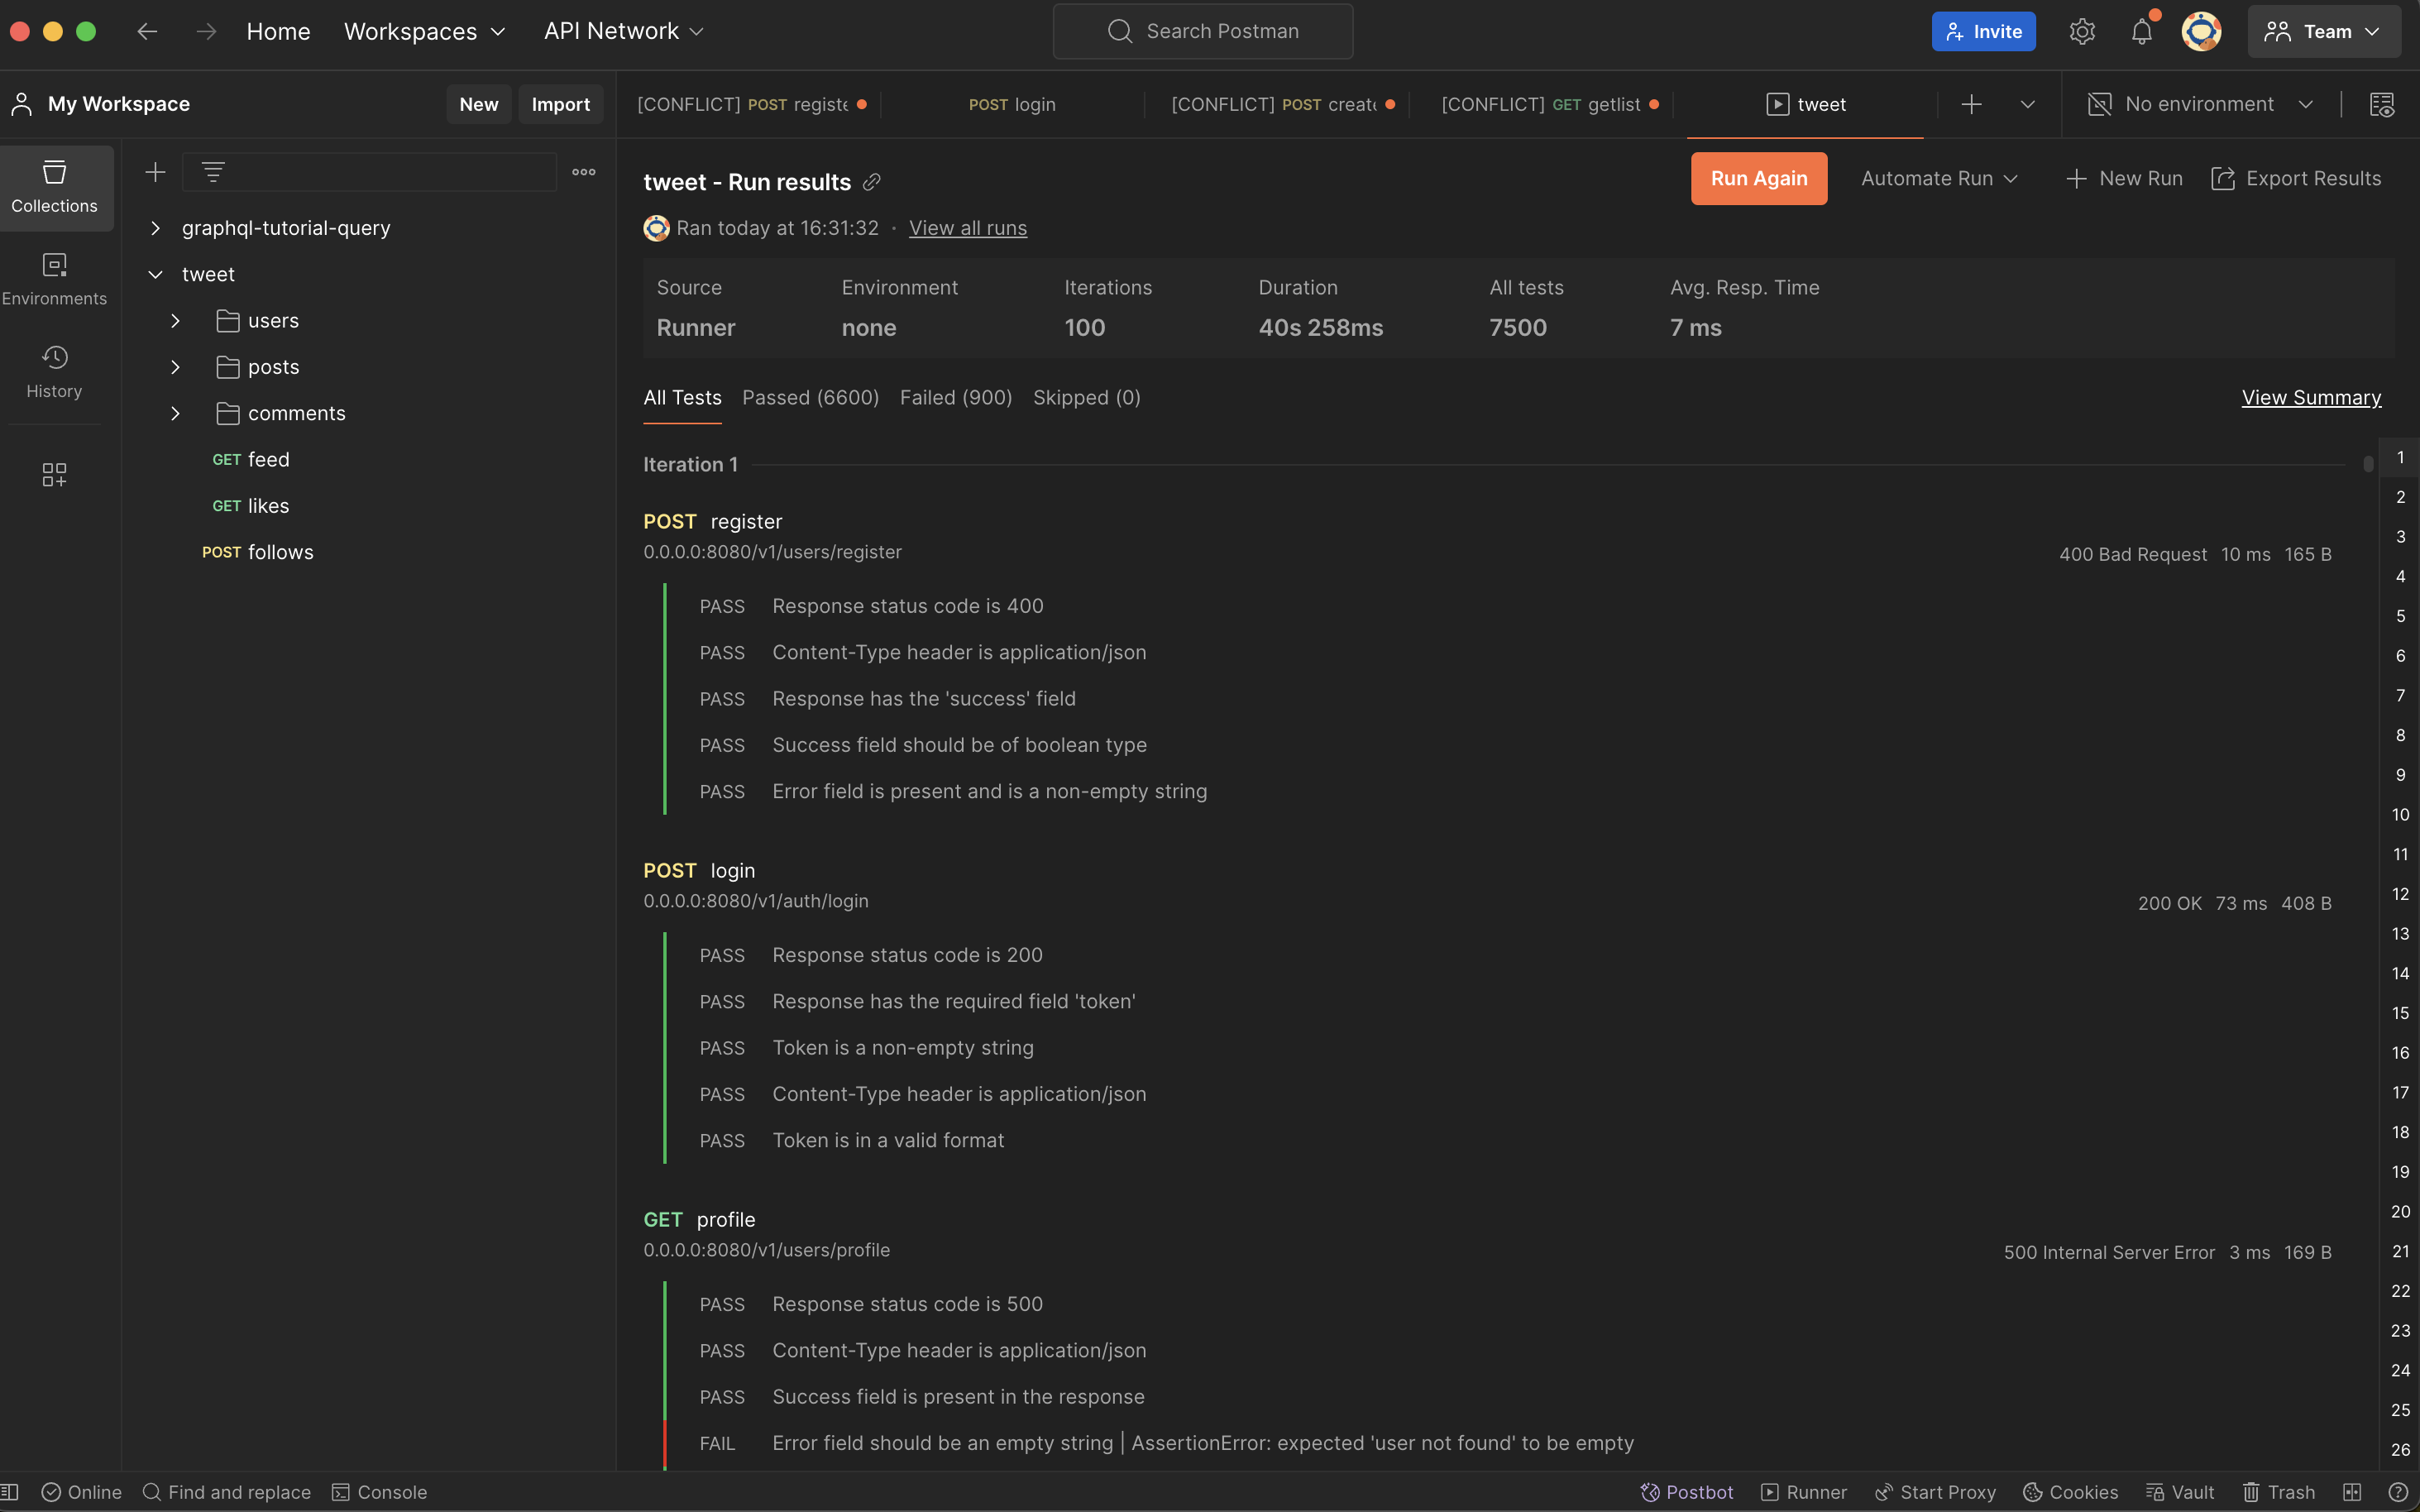 Home Workspaces API Network Search Postman Invite Team
My Workspace New Import
[CONFLICT] POST registe POST login [CONFLICT] POST create [CONFLICT] GET getlist tweet No environment
Collections
Environments
History
graphql-tutorial-query
tweet
users
posts
comments
GET feed
GET likes
POST follows
tweet - Run results
Run Again Automate Run New Run Export Results
Ran today at 16:31:32 · View all runs
Source Environment Iterations Duration All tests Avg. Resp. Time
Runner none 100 40s 258ms 7500 7 ms
All Tests Passed (6600) Failed (900) Skipped (0) View Summary
Iteration 1
POST register
0.0.0.0:8080/v1/users/register
400 Bad Request 10 ms 165 B
PASS Response status code is 400
PASS Content-Type header is application/json
PASS Response has the 'success' field
PASS Success field should be of boolean type
PASS Error field is present and is a non-empty string
POST login
0.0.0.0:8080/v1/auth/login
200 OK 73 ms 408 B
PASS Response status code is 200
PASS Response has the required field 'token'
PASS Token is a non-empty string
PASS Content-Type header is application/json
PASS Token is in a valid format
GET profile
0.0.0.0:8080/v1/users/profile
500 Internal Server Error 3 ms 169 B
PASS Response status code is 500
PASS Content-Type header is application/json
PASS Success field is present in the response
FAIL Error field should be an empty string | AssertionError: expected 'user not found' to be empty
1
2
3
4
5
6
7
8
9
10
11
12
13
14
15
16
17
18
19
20
21
22
23
24
25
26
Online Find and replace Console Postbot Runner Start Proxy Cookies Vault Trash